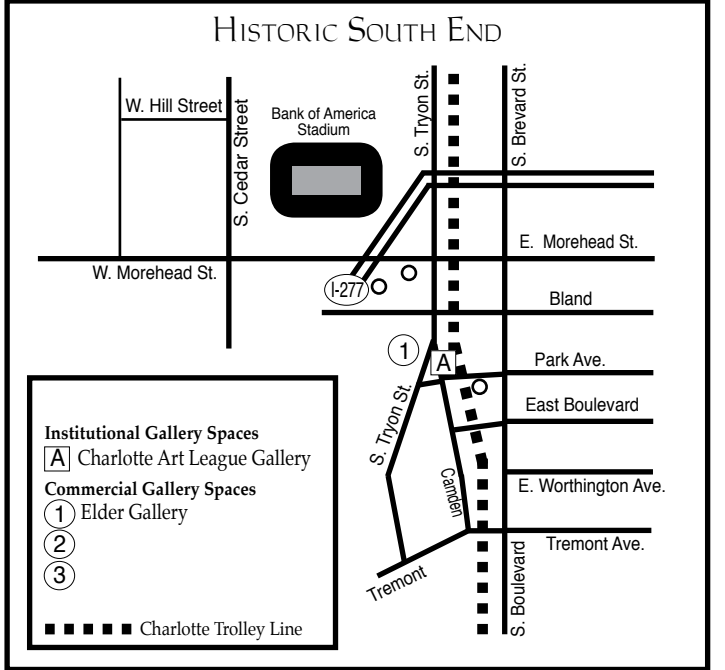 HISTORIC SOUTH END
W. Hill Street
S. Cedar Street
Bank of America
Stadium
S. Tryon St.
S. Brevard St.
E. Morehead St.
W. Morehead St.
I-277
Bland
1
A
Park Ave.
S. Tryon St.
East Boulevard
Camden
E. Worthington Ave.
Tremont Ave.
Tremont
S. Boulevard
Institutional Gallery Spaces
A Charlotte Art League Gallery
Commercial Gallery Spaces
1 Elder Gallery
2
3
Charlotte Trolley Line